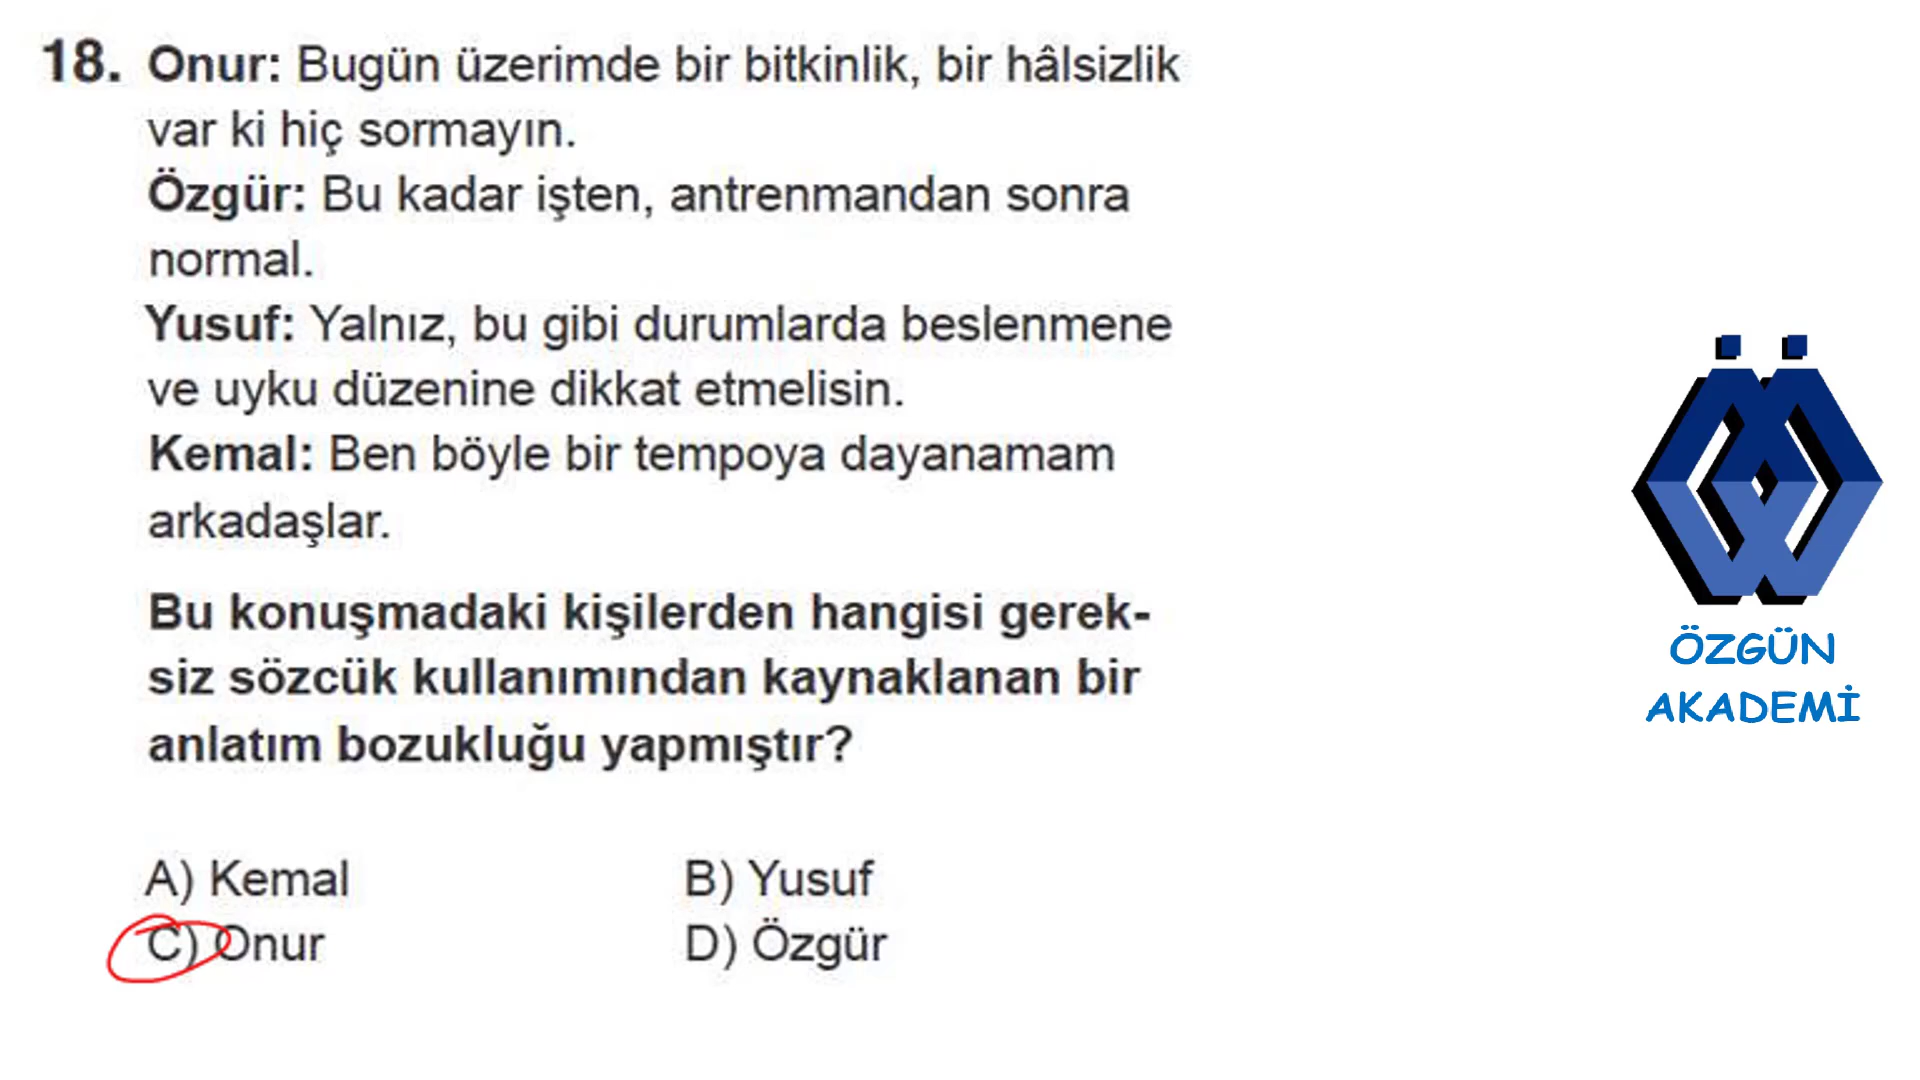 18. Onur: Bugün üzerimde bir bitkinlik, bir hâlsizlik
var ki hiç sormayın.
Özgür: Bu kadar işten, antrenmandan sonra
normal.
Yusuf: Yalnız, bu gibi durumlarda beslenmene
ve uyku düzenine dikkat etmelisin.
Kemal: Ben böyle bir tempoya dayanamam
arkadaşlar.
Bu konuşmadaki kişilerden hangisi gerek-
siz sözcük kullanımından kaynaklanan bir
anlatım bozukluğu yapmıştır?
A) Kemal
B) Yusuf
C) Onur
D) Özgür
ÖZGÜN
AKADEMİ